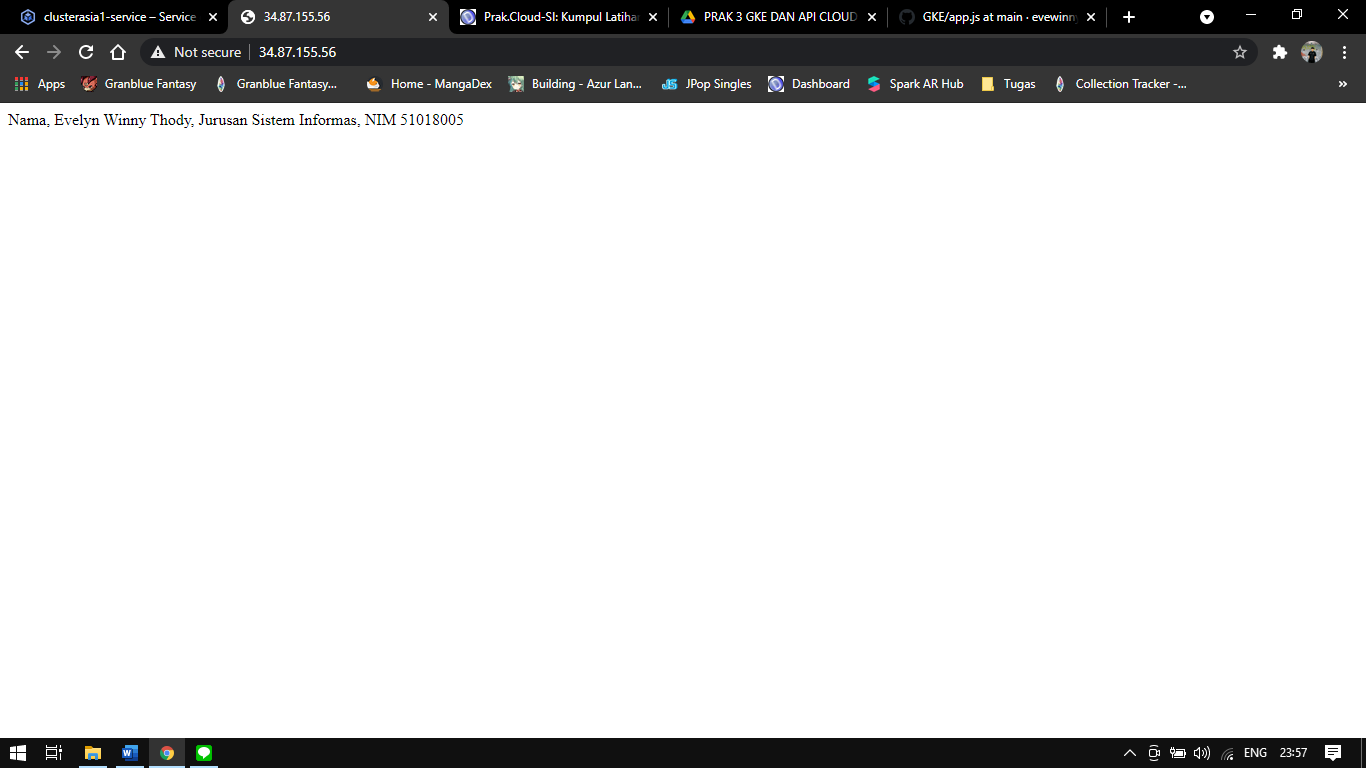 clusterasia1-service – Service
34.87.155.56
Prak.Cloud-SI: Kumpul Latiha
PRAK 3 GKE DAN API CLOUD
GKE/app.js at main · evewinn
Not secure
34.87.155.56
Apps
Granblue Fantasy
Granblue Fantasy...
Home - MangaDex
Building - Azur Lan...
JPop Singles
Dashboard
Spark AR Hub
Tugas
Collection Tracker -...
»
Nama, Evelyn Winny Thody, Jurusan Sistem Informas, NIM 51018005
ENG
23:57